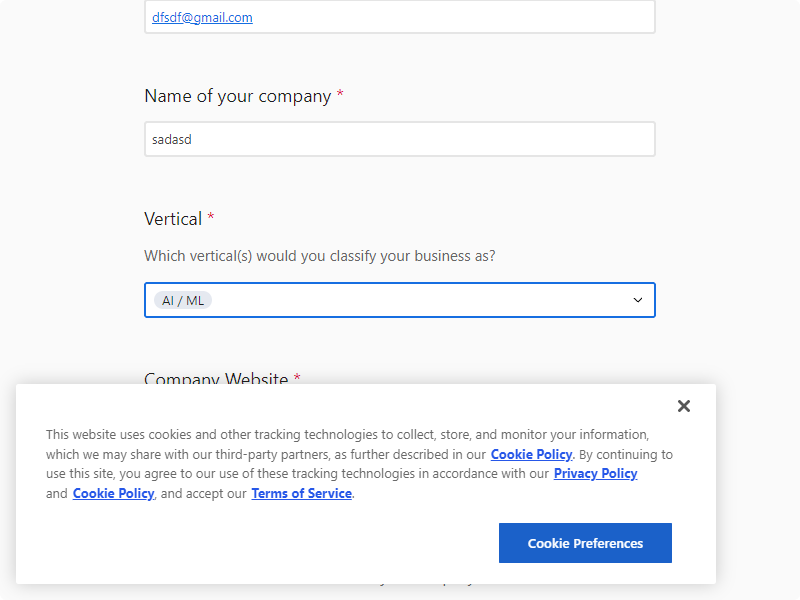 dfsdf@gmail.com
Name of your company *
sadasd
Vertical *
Which vertical(s) would you classify your business as?
AI / ML
Company Website *
This website uses cookies and other tracking technologies to collect, store, and monitor your information,
which we may share with our third-party partners, as further described in our Cookie Policy. By continuing to
use this site, you agree to our use of these tracking technologies in accordance with our Privacy Policy
and Cookie Policy, and accept our Terms of Service.
Cookie Preferences